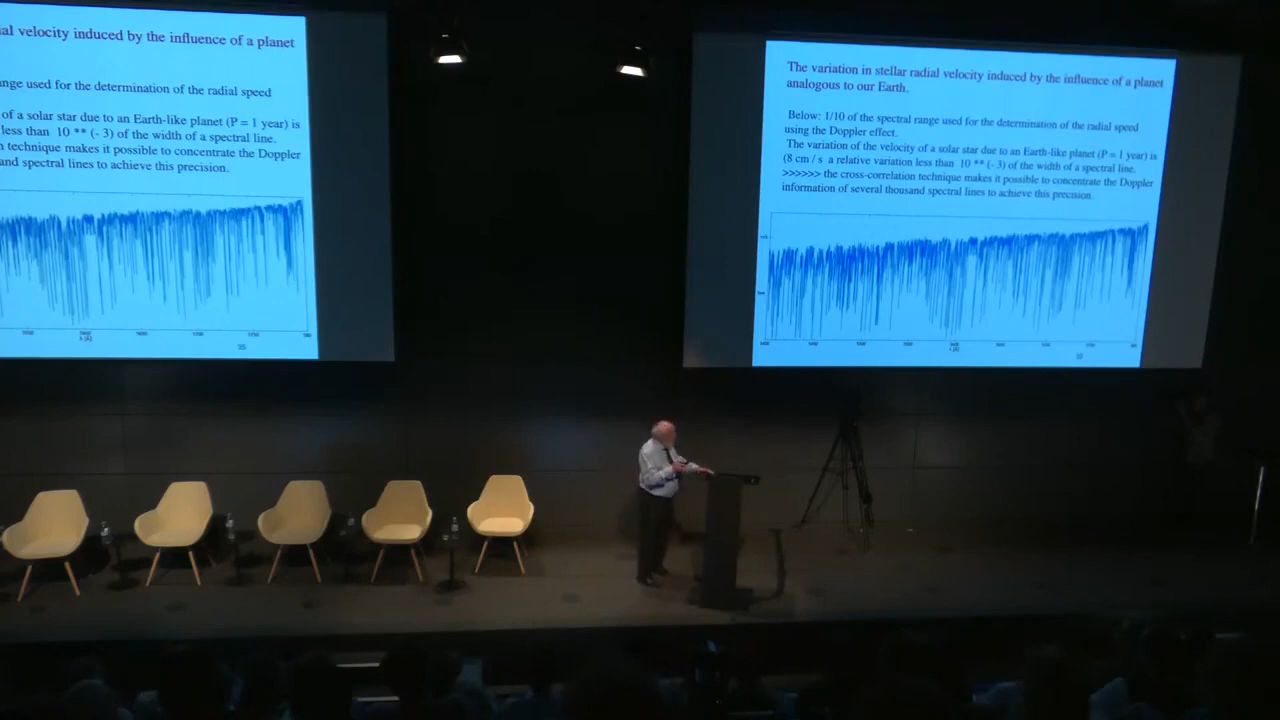 ial velocity induced by the influence of a planet
nge used for the determination of the radial speed
of a solar star due to an Earth-like planet (P = 1 year) is
less than 10 ** (- 3) of the width of a spectral line.
technique makes it possible to concentrate the Doppler
and spectral lines to achieve this precision.
35
The variation in stellar radial velocity induced by the influence of a planet
analogous to our Earth.
Below: 1/10 of the spectral range used for the determination of the radial speed
using the Doppler effect.
The variation of the velocity of a solar star due to an Earth-like planet (P = 1 year) is
(8 cm / s a relative variation less than 10 ** (- 3) of the width of a spectral line.
>>>>>> the cross-correlation technique makes it possible to concentrate the Doppler
information of several thousand spectral lines to achieve this precision.